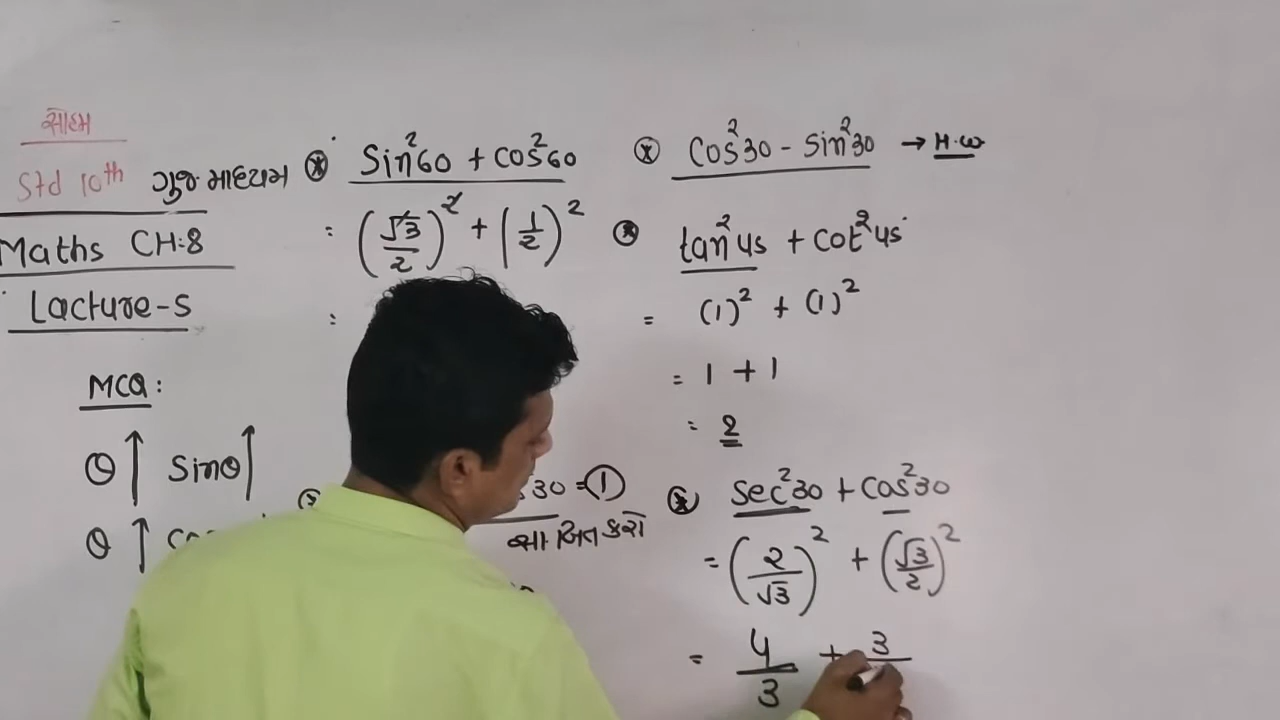 સોહમ
Std 10th ગુજ માધ્યમ
Maths CH:8
Lacture-5
MCQ:
θ↑ Sinθ↑
θ↑
⊛ Sin²60 + COS²60
= (√3/2)² + (1/2)²
=
30 = ①
સાબિત કરો
⊛ Cos²30 - Sin²30 → H.W
⊛ tan²45 + Cot²45
= (1)² + (1)²
= 1 + 1
= 2
⊛ Sec²30 + Cos²30
= (2/√3)² + (√3/2)²
= 4/3 + 3